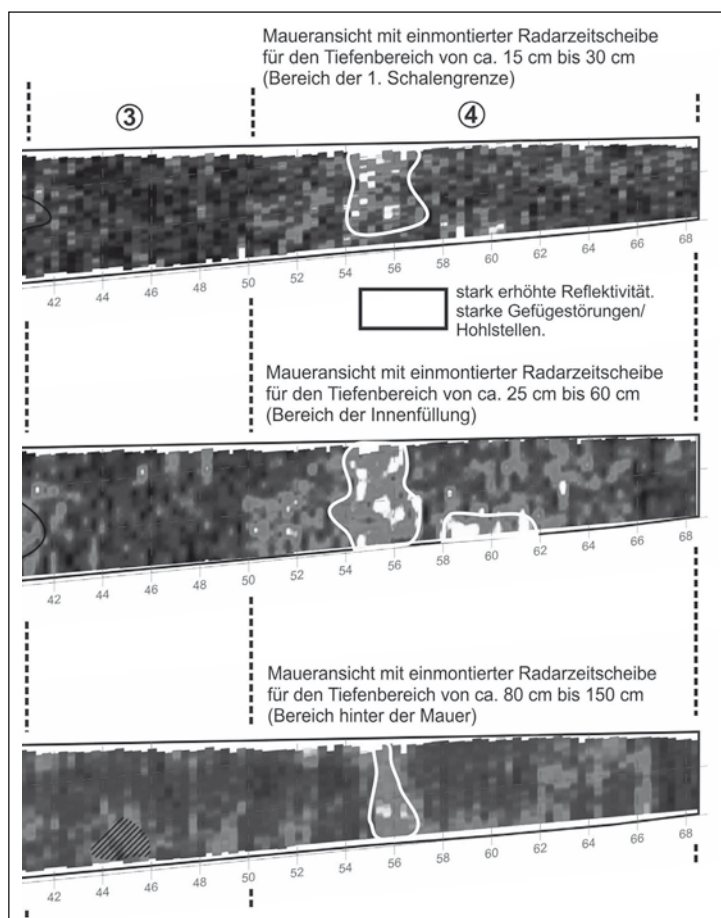 Maueransicht mit einmontierter Radarzeitscheibe
für den Tiefenbereich von ca. 15 cm bis 30 cm
(Bereich der 1. Schalengrenze)
③ ④
42 44 46 48 50 52 54 56 58 60 62 64 66 68
stark erhöhte Reflektivität.
starke Gefügestörungen/
Hohlstellen.
Maueransicht mit einmontierter Radarzeitscheibe
für den Tiefenbereich von ca. 25 cm bis 60 cm
(Bereich der Innenfüllung)
42 44 46 48 50 52 54 56 58 60 62 64 66 68
Maueransicht mit einmontierter Radarzeitscheibe
für den Tiefenbereich von ca. 80 cm bis 150 cm
(Bereich hinter der Mauer)
42 44 46 48 50 52 54 56 58 60 62 64 66 68